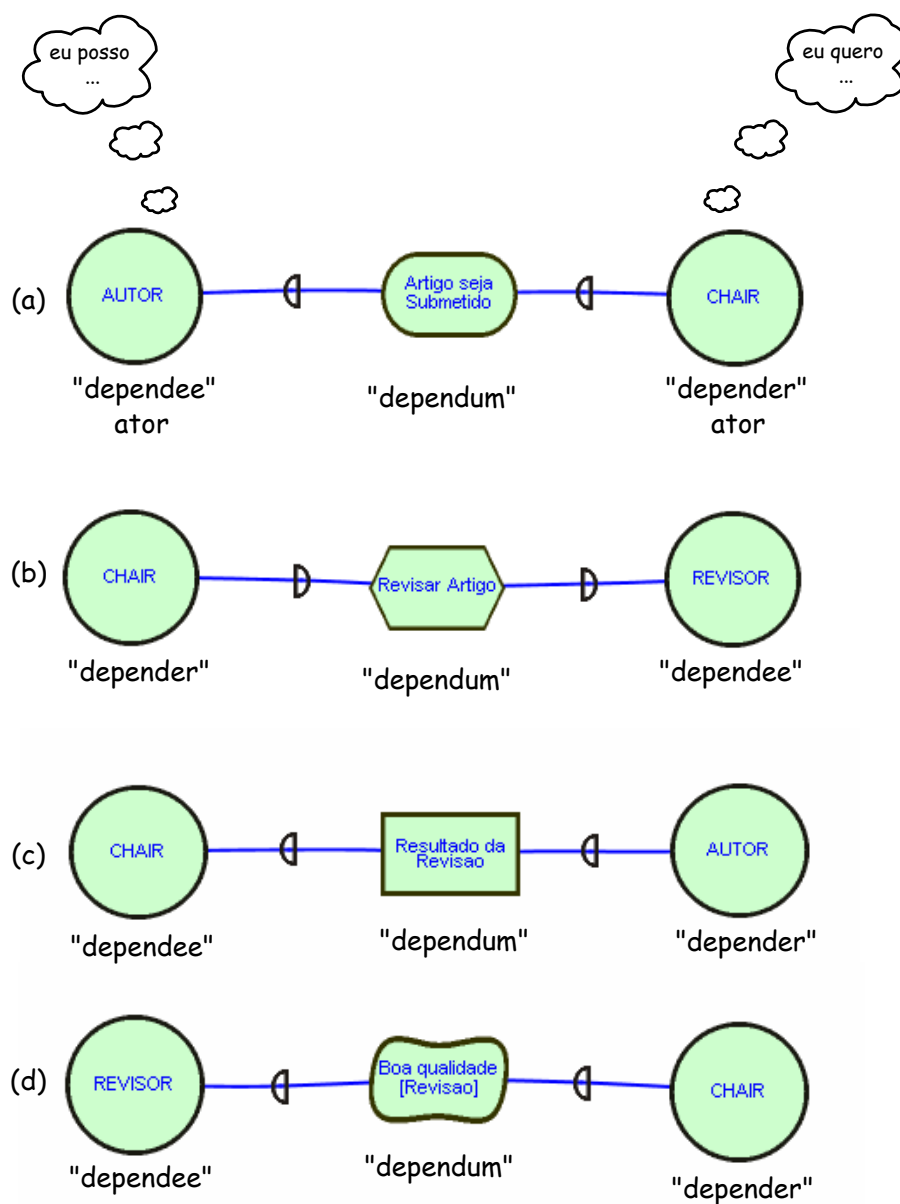 eu posso
...
eu quero
...
(a)
AUTOR
Artigo seja
Submetido
CHAIR
"dependee"
ator
"dependum"
"depender"
ator
(b)
CHAIR
Revisar Artigo
REVISOR
"depender"
"dependum"
"dependee"
(c)
CHAIR
Resultado da
Revisao
AUTOR
"dependee"
"dependum"
"depender"
(d)
REVISOR
Boa qualidade
[Revisao]
CHAIR
"dependee"
"dependum"
"depender"